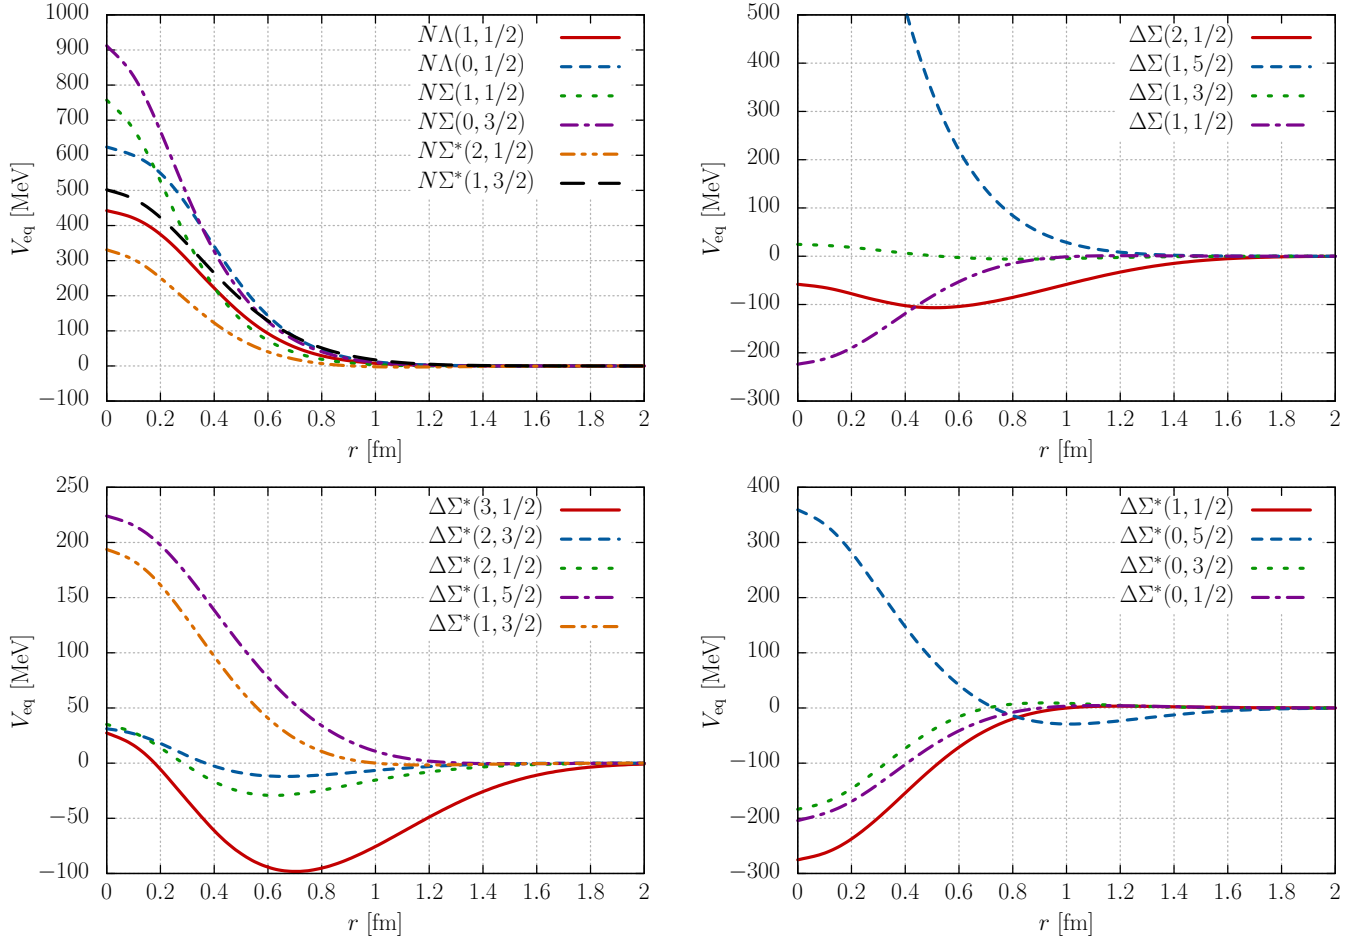 1000
900
800
700
600
500
400
300
200
100
0
−100
V_eq [MeV]
0 0.2 0.4 0.6 0.8 1 1.2 1.4 1.6 1.8 2
r [fm]
NΛ(1, 1/2)
NΛ(0, 1/2)
NΣ(1, 1/2)
NΣ(0, 3/2)
NΣ*(2, 1/2)
NΣ*(1, 3/2)
500
400
300
200
100
0
−100
−200
−300
V_eq [MeV]
0 0.2 0.4 0.6 0.8 1 1.2 1.4 1.6 1.8 2
r [fm]
ΔΣ(2, 1/2)
ΔΣ(1, 5/2)
ΔΣ(1, 3/2)
ΔΣ(1, 1/2)
250
200
150
100
50
0
−50
−100
V_eq [MeV]
0 0.2 0.4 0.6 0.8 1 1.2 1.4 1.6 1.8 2
r [fm]
ΔΣ*(3, 1/2)
ΔΣ*(2, 3/2)
ΔΣ*(2, 1/2)
ΔΣ*(1, 5/2)
ΔΣ*(1, 3/2)
400
300
200
100
0
−100
−200
−300
V_eq [MeV]
0 0.2 0.4 0.6 0.8 1 1.2 1.4 1.6 1.8 2
r [fm]
ΔΣ*(1, 1/2)
ΔΣ*(0, 5/2)
ΔΣ*(0, 3/2)
ΔΣ*(0, 1/2)